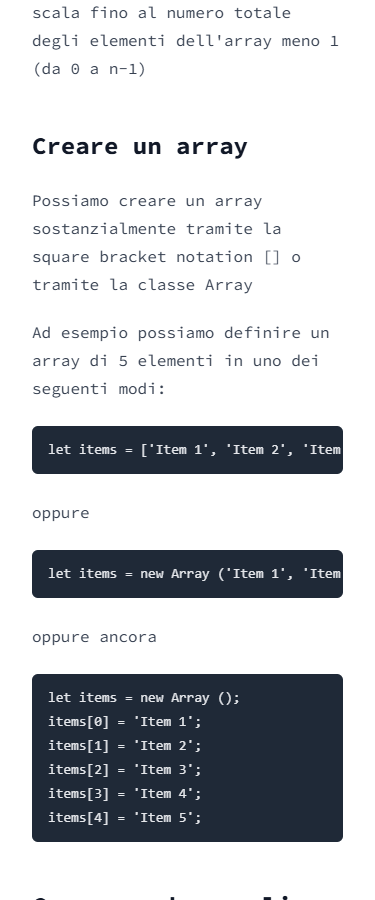 scala fino al numero totale
degli elementi dell'array meno 1
(da 0 a n-1)
Creare un array
Possiamo creare un array
sostanzialmente tramite la
square bracket notation [] o
tramite la classe Array
Ad esempio possiamo definire un
array di 5 elementi in uno dei
seguenti modi:
let items = ['Item 1', 'Item 2', 'Item
oppure
let items = new Array ('Item 1', 'Item
oppure ancora
let items = new Array ();
items[0] = 'Item 1';
items[1] = 'Item 2';
items[2] = 'Item 3';
items[3] = 'Item 4';
items[4] = 'Item 5';